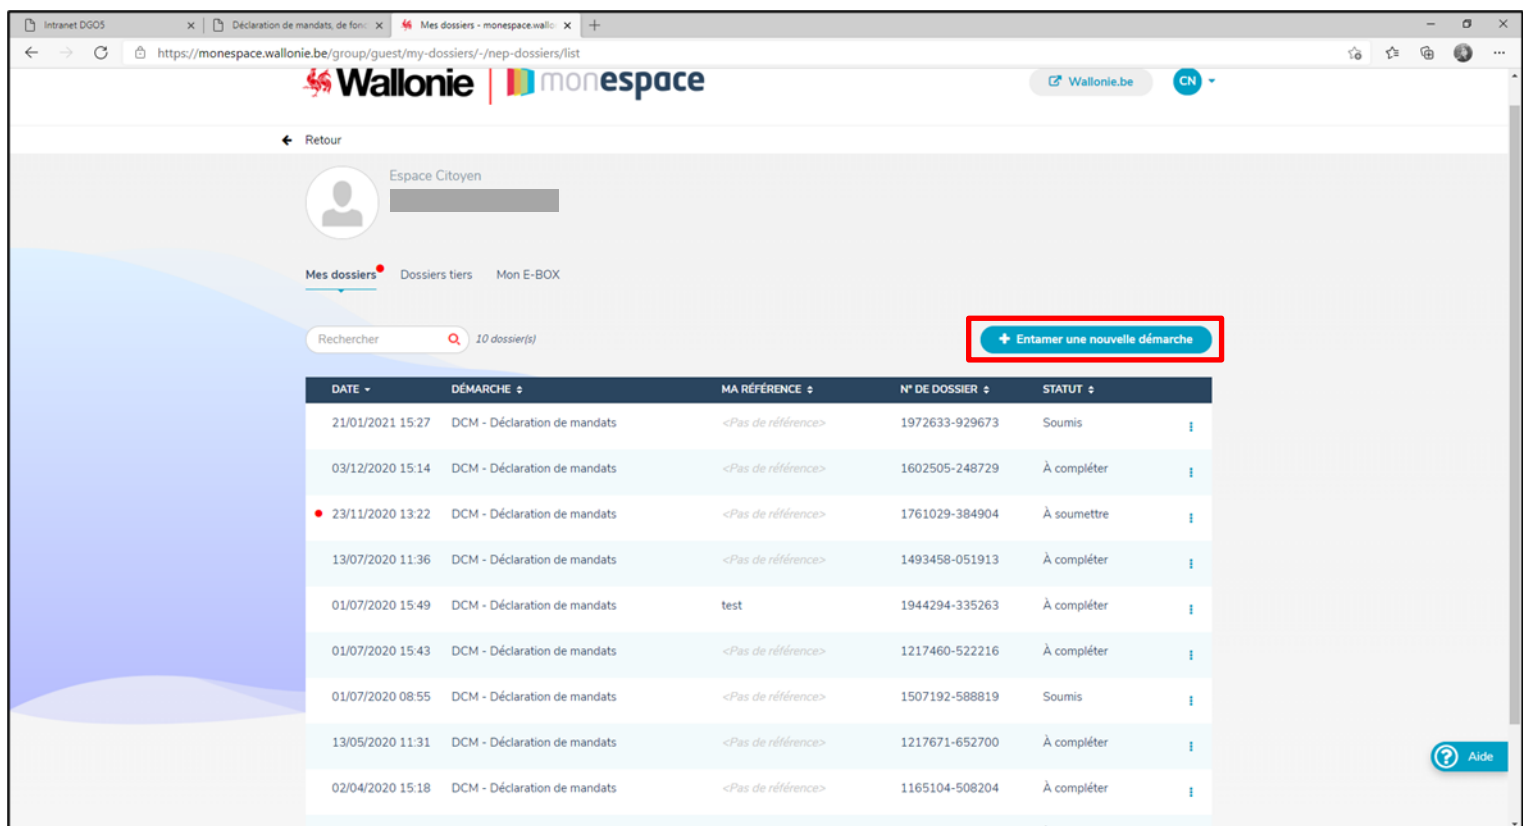 Intranet DGO5
Déclaration de mandats, de fonc
Mes dossiers - monespace.wallo
https://monespace.wallonie.be/group/guest/my-dossiers/-/nep-dossiers/list
Wallonie | monespace
Wallonie.be
CN
Retour
Espace Citoyen
Mes dossiers Dossiers tiers Mon E-BOX
Rechercher 10 dossier(s) + Entamer une nouvelle démarche
DATE DÉMARCHE MA RÉFÉRENCE N° DE DOSSIER STATUT
21/01/2021 15:27 DCM - Déclaration de mandats <Pas de référence> 1972633-929673 Soumis
03/12/2020 15:14 DCM - Déclaration de mandats <Pas de référence> 1602505-248729 À compléter
23/11/2020 13:22 DCM - Déclaration de mandats <Pas de référence> 1761029-384904 À soumettre
13/07/2020 11:36 DCM - Déclaration de mandats <Pas de référence> 1493458-051913 À compléter
01/07/2020 15:49 DCM - Déclaration de mandats test 1944294-335263 À compléter
01/07/2020 15:43 DCM - Déclaration de mandats <Pas de référence> 1217460-522216 À compléter
01/07/2020 08:55 DCM - Déclaration de mandats <Pas de référence> 1507192-588819 Soumis
13/05/2020 11:31 DCM - Déclaration de mandats <Pas de référence> 1217671-652700 À compléter
? Aide
02/04/2020 15:18 DCM - Déclaration de mandats <Pas de référence> 1165104-508204 À compléter